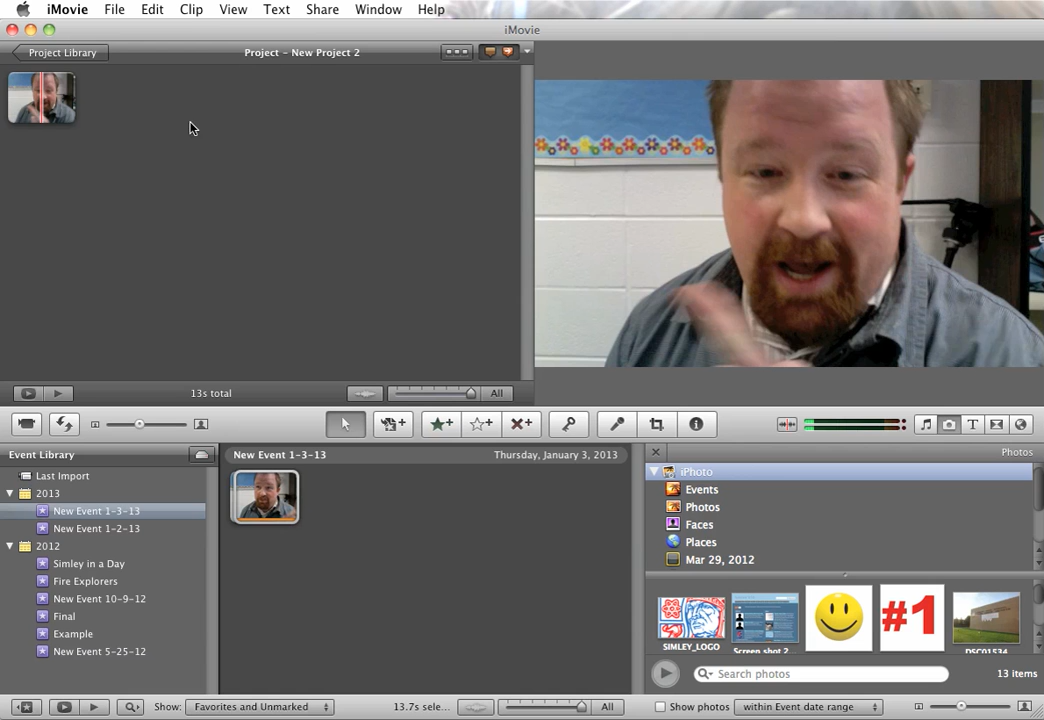 iMovie File Edit Clip View Text Share Window Help
iMovie
Project Library
Project - New Project 2
13s total
All
Event Library
New Event 1-3-13
Thursday, January 3, 2013
Photos
Last Import
2013
New Event 1-3-13
New Event 1-2-13
2012
Simley in a Day
Fire Explorers
New Event 10-9-12
Final
Example
New Event 5-25-12
iPhoto
Events
Photos
Faces
Places
Mar 29, 2012
#1
SIMLEY_LOGO
Screen shot 2
DSC01534
Search photos
13 items
Show: Favorites and Unmarked
13.7s sele...
All
Show photos
within Event date range